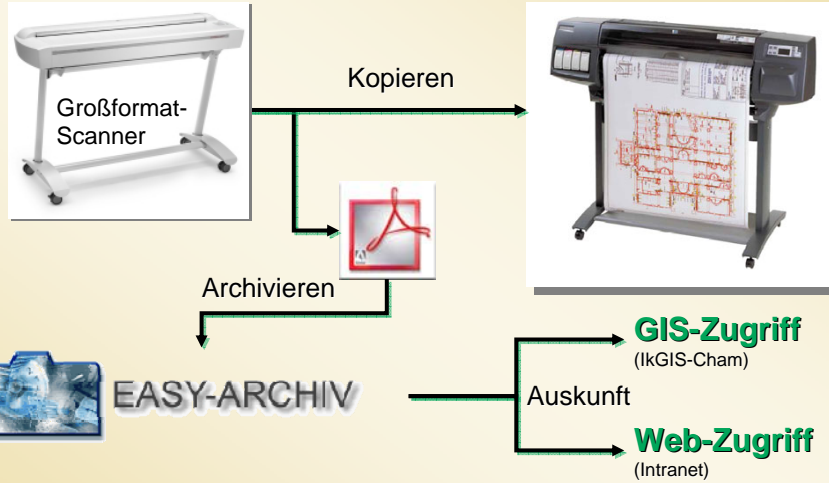 Kopieren
Großformat-
Scanner
Archivieren
EASY-ARCHIV
GIS-Zugriff
(IkGIS-Cham)
Auskunft
Web-Zugriff
(Intranet)